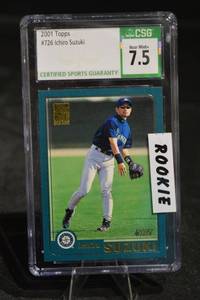 2001 Topps
#726 Ichiro Suzuki
CSG
Near Mint+
7.5
CERTIFIED SPORTS GUARANTY
ROOKIE
SUZUKI